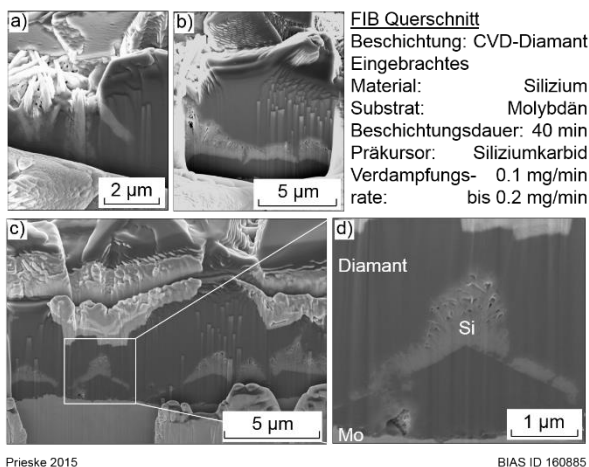 a)
2 µm
b)
5 µm
FIB Querschnitt
Beschichtung: CVD-Diamant
Eingebrachtes
Material: Silizium
Substrat: Molybdän
Beschichtungsdauer: 40 min
Präkursor: Siliziumkarbid
Verdampfungs- 0.1 mg/min
rate: bis 0.2 mg/min
c)
5 µm
d)
Diamant
Si
Mo
1 µm
Prieske 2015
BIAS ID 160885